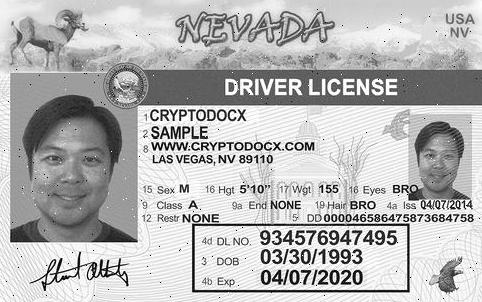 NEVADA
USA
NV
DRIVER LICENSE
1 CRYPTODOCX
2 SAMPLE
8 WWW.CRYPTODOCX.COM
LAS VEGAS, NV 89110
15 Sex M 16 Hgt 5'10" 17 Wgt 155 16 Eyes BRO
9 Class A 9a End NONE 19 Hair BRO 4a Iss 04/07/2014
12 Restr NONE 5 DD 000046586475873684758
4d DL NO. 934576947495
3 DOB 03/30/1993
4b Exp 04/07/2020